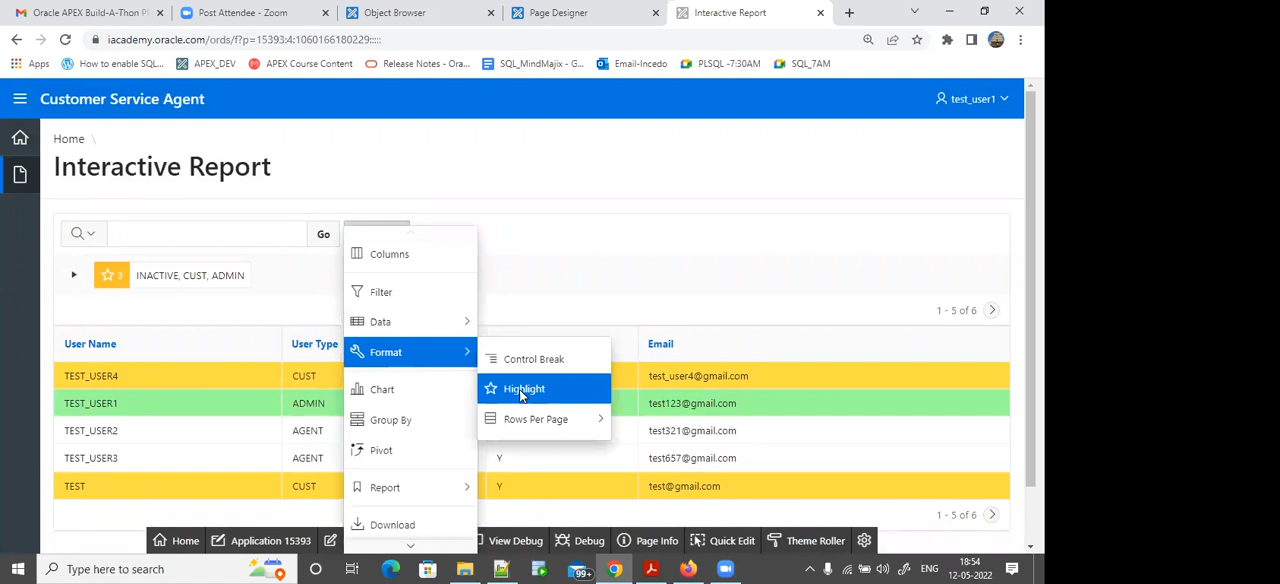 Oracle APEX Build-A-Thon P
Post Attendee - Zoom
Object Browser
Page Designer
Interactive Report
iacademy.oracle.com/ords/f?p=15393:4:1060166180229:::::
Apps
How to enable SQL...
APEX_DEV
APEX Course Content
Release Notes - Ora...
SQL_MindMajix - G...
Email-Incedo
PLSQL -7:30AM
SQL_7AM
Customer Service Agent
test_user1
Home \
Interactive Report
Go
3 INACTIVE, CUST, ADMIN
1 - 5 of 6
User Name User Type Email
TEST_USER4 CUST test_user4@gmail.com
TEST_USER1 ADMIN test123@gmail.com
TEST_USER2 AGENT test321@gmail.com
TEST_USER3 AGENT Y test657@gmail.com
TEST CUST Y test@gmail.com
1 - 5 of 6
Columns
Filter
Data
Format
Chart
Group By
Pivot
Report
Download
Control Break
Highlight
Rows Per Page
Home
Application 15393
View Debug
Debug
Page Info
Quick Edit
Theme Roller
Type here to search
99+
ENG
18:54
12-05-2022